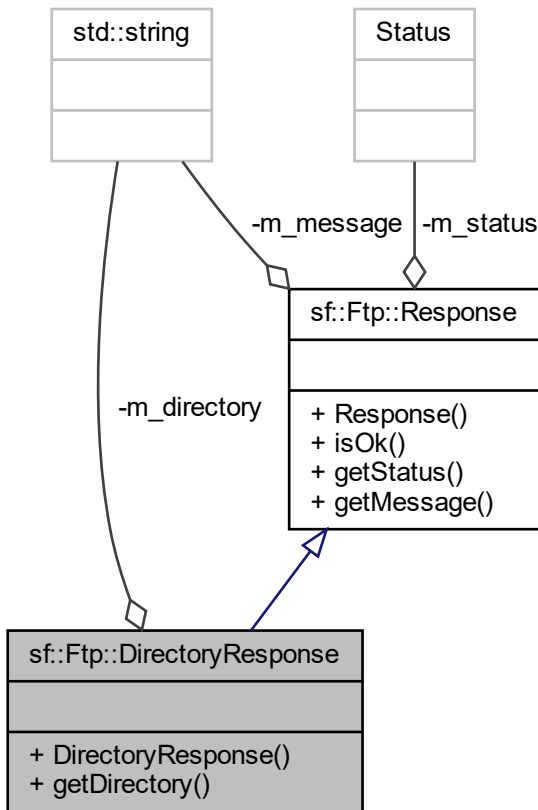 std::string
Status
-m_message
-m_status
sf::Ftp::Response
+ Response()
+ isOk()
+ getStatus()
+ getMessage()
-m_directory
sf::Ftp::DirectoryResponse
+ DirectoryResponse()
+ getDirectory()